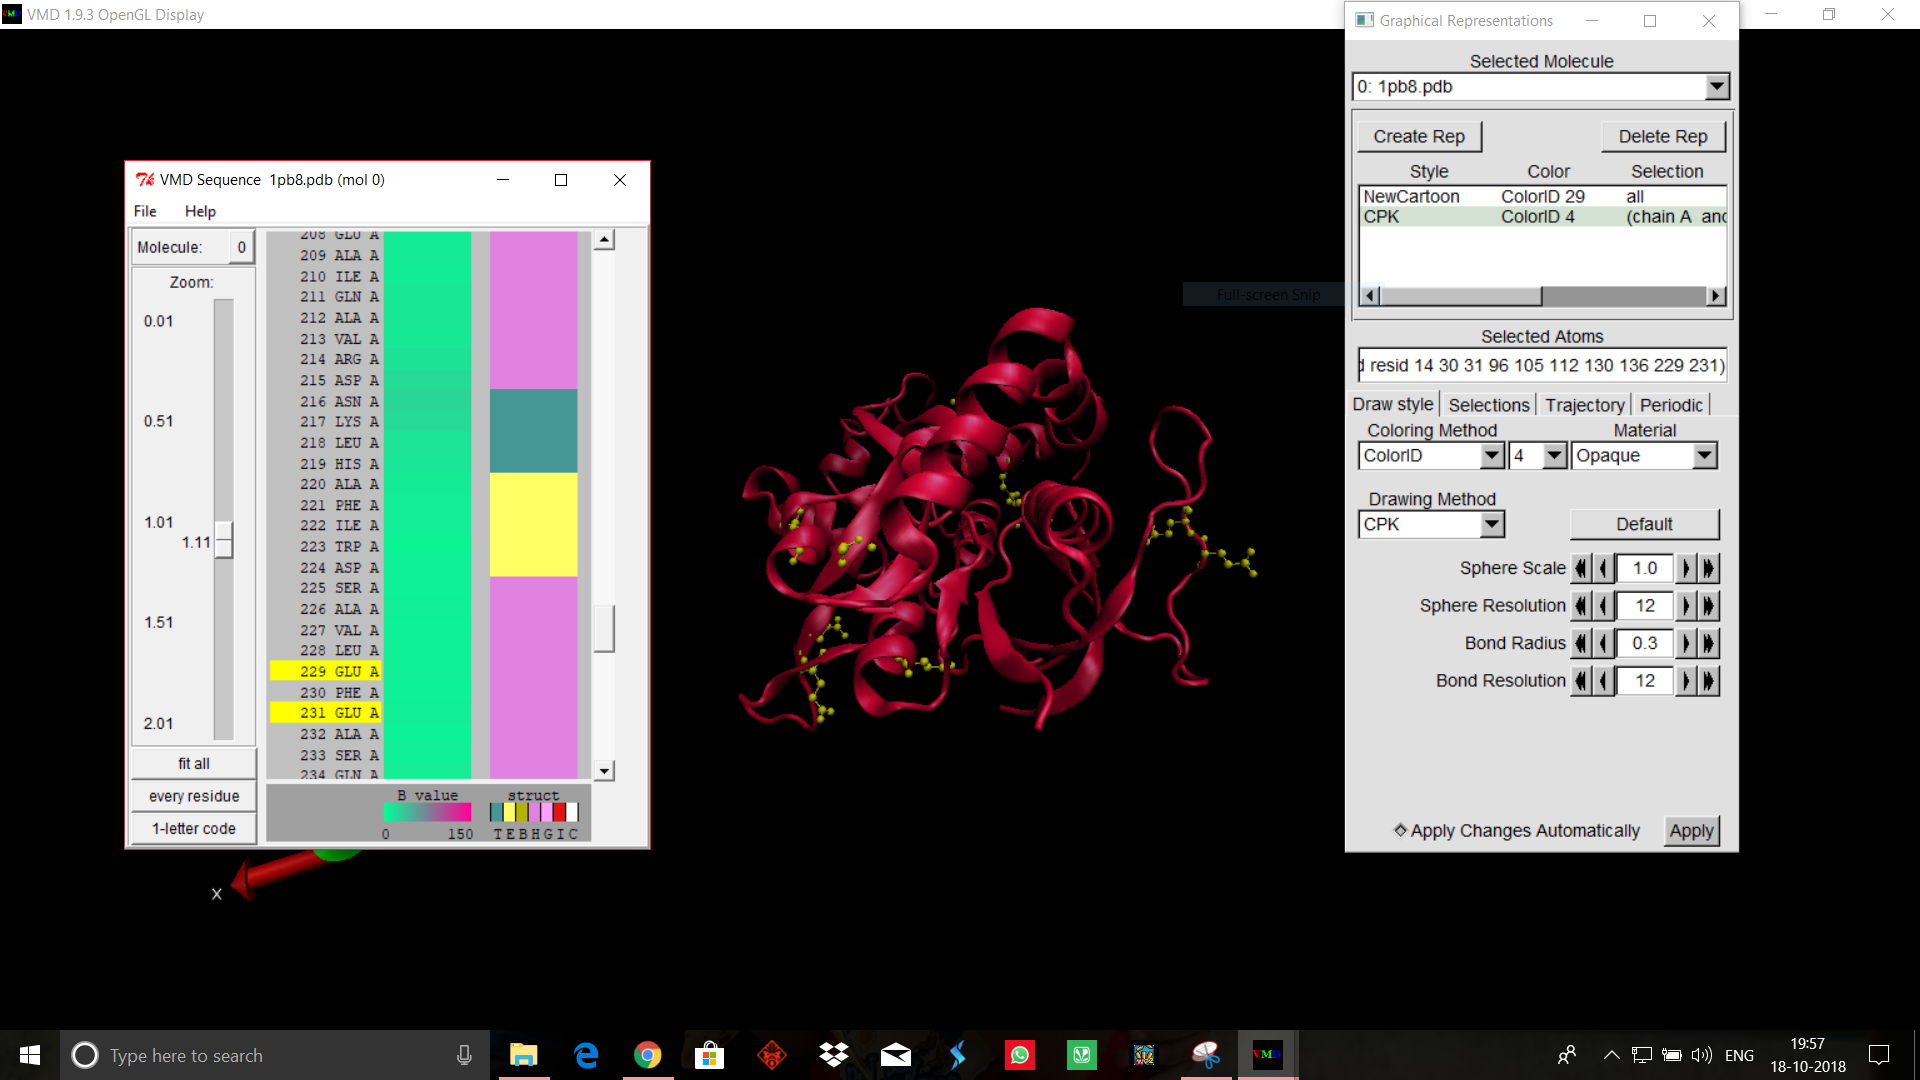 VMD 1.9.3 OpenGL Display
VMD Sequence 1pb8.pdb (mol 0)
File Help
Molecule: 0
Zoom:
0.01
0.51
1.01
1.11
1.51
2.01
fit all
every residue
1-letter code
208 GLU A
209 ALA A
210 ILE A
211 GLN A
212 ALA A
213 VAL A
214 ARG A
215 ASP A
216 ASN A
217 LYS A
218 LEU A
219 HIS A
220 ALA A
221 PHE A
222 ILE A
223 TRP A
224 ASP A
225 SER A
226 ALA A
227 VAL A
228 LEU A
229 GLU A
230 PHE A
231 GLU A
232 ALA A
233 SER A
234 GLN A
B value struct
0 150 T E B H G I C
x
Full-screen Snip
Graphical Representations
Selected Molecule
0: 1pb8.pdb
Create Rep Delete Rep
Style Color Selection
NewCartoon ColorID 29 all
CPK ColorID 4 (chain A and
Selected Atoms
d resid 14 30 31 96 105 112 130 136 229 231)
Draw style Selections Trajectory Periodic
Coloring Method Material
ColorID 4 Opaque
Drawing Method
CPK Default
Sphere Scale 1.0
Sphere Resolution 12
Bond Radius 0.3
Bond Resolution 12
Apply Changes Automatically Apply
Type here to search
VMD
ENG
19:57
18-10-2018